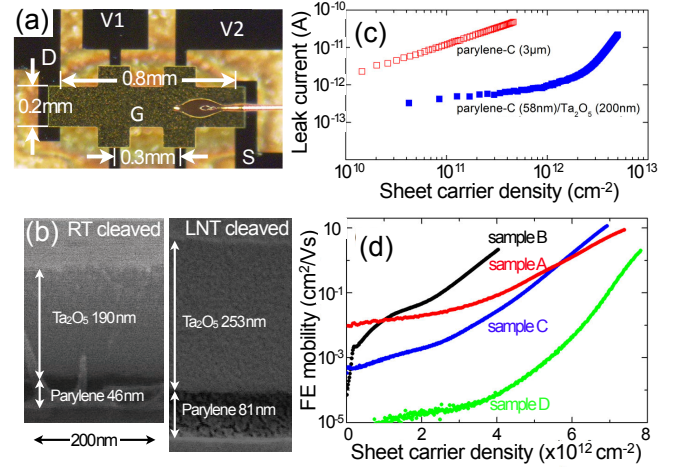 (a)
V1
V2
D
0.8mm
0.2mm
G
0.3mm
S
(b)
RT cleaved
LNT cleaved
Ta₂O₅ 190nm
Ta₂O₅ 253nm
Parylene 46nm
Parylene 81nm
200nm
(c)
Leak current (A)
10⁻¹⁰
10⁻¹¹
10⁻¹²
10⁻¹³
parylene-C (3μm)
parylene-C (58nm)/Ta₂O₅ (200nm)
10¹⁰
10¹¹
10¹²
10¹³
Sheet carrier density (cm⁻²)
(d)
FE mobility (cm²/Vs)
10
10⁻¹
10⁻³
10⁻⁵
sample B
sample A
sample C
sample D
0
2
4
6
8
Sheet carrier density (x10¹² cm⁻²)